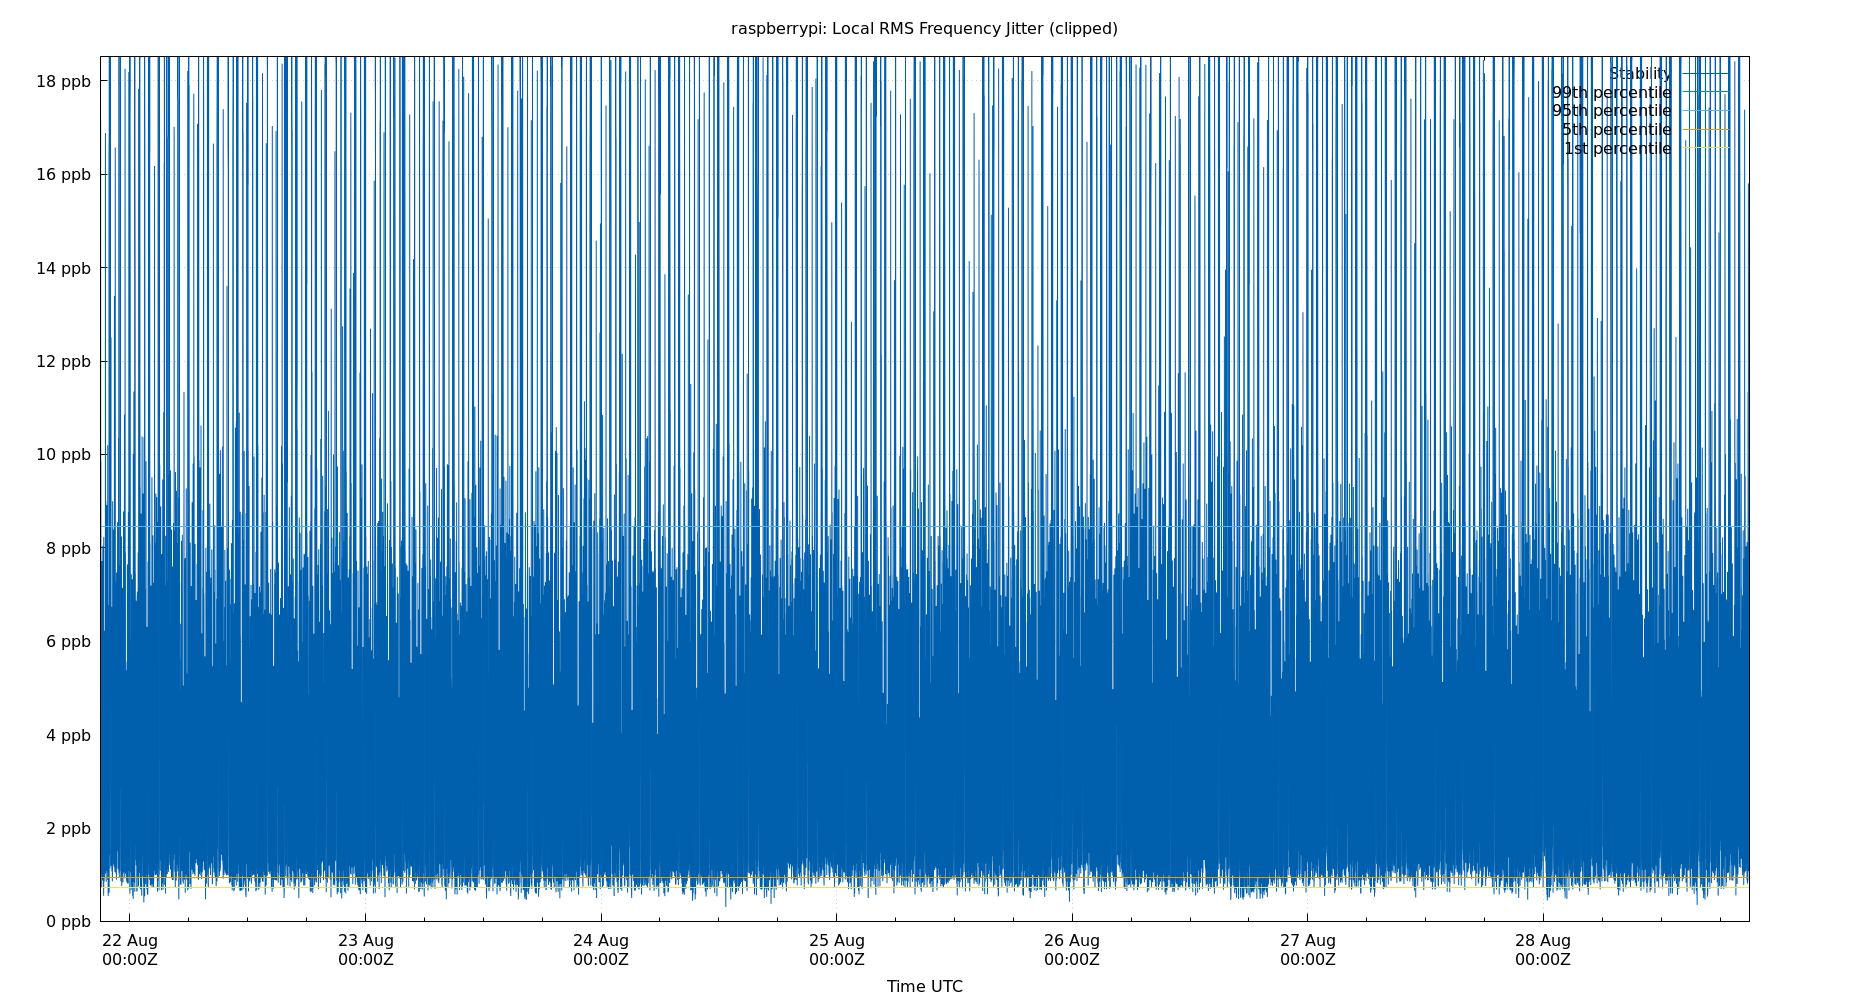 raspberrypi: Local RMS Frequency Jitter (clipped)
18 ppb
16 ppb
14 ppb
12 ppb
10 ppb
8 ppb
6 ppb
4 ppb
2 ppb
0 ppb
Stability
99th percentile
95th percentile
5th percentile
1st percentile
22 Aug
00:00Z
23 Aug
00:00Z
24 Aug
00:00Z
25 Aug
00:00Z
26 Aug
00:00Z
27 Aug
00:00Z
28 Aug
00:00Z
Time UTC